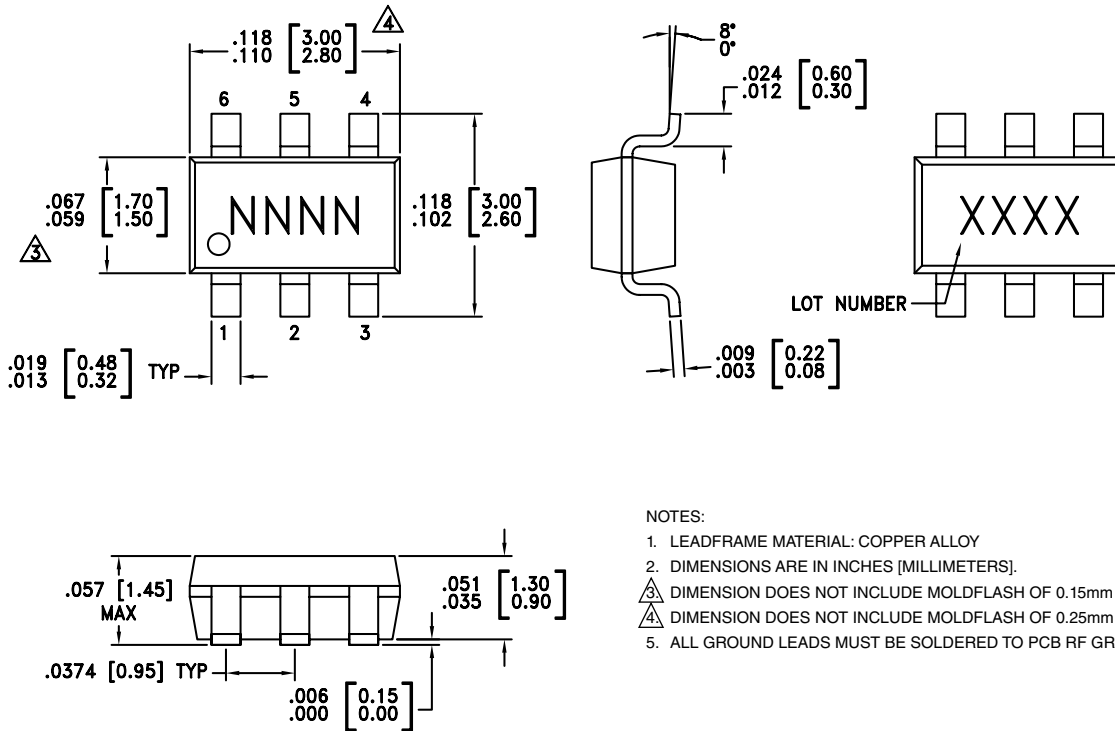 .118 [3.00]
.110 [2.80]
4
6 5 4
.067 [1.70]
.059 [1.50]
3
NNNN
.118 [3.00]
.102 [2.60]
1 2 3
.019 [0.48]
.013 [0.32]
TYP
8°
0°
.024 [0.60]
.012 [0.30]
.009 [0.22]
.003 [0.08]
XXXX
LOT NUMBER
.057 [1.45]
MAX
.051 [1.30]
.035 [0.90]
.0374 [0.95] TYP
.006 [0.15]
.000 [0.00]
NOTES:
1. LEADFRAME MATERIAL: COPPER ALLOY
2. DIMENSIONS ARE IN INCHES [MILLIMETERS].
3. DIMENSION DOES NOT INCLUDE MOLDFLASH OF 0.15mm
4. DIMENSION DOES NOT INCLUDE MOLDFLASH OF 0.25mm
5. ALL GROUND LEADS MUST BE SOLDERED TO PCB RF GR